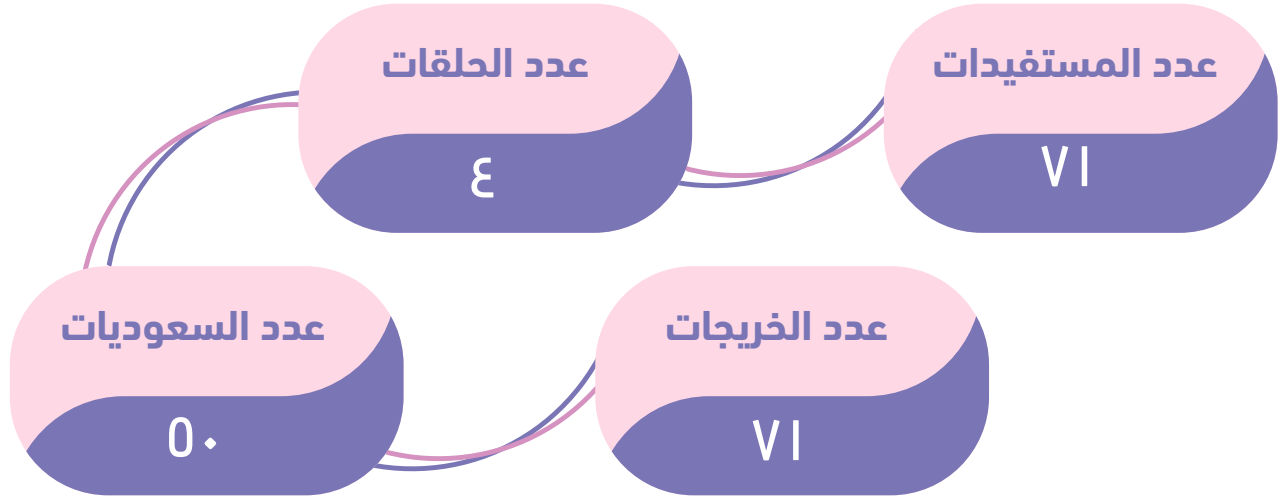 عدد المستفيدات
٧١
عدد الحلقات
٤
عدد السعوديات
٥٠
عدد الخريجات
٧١